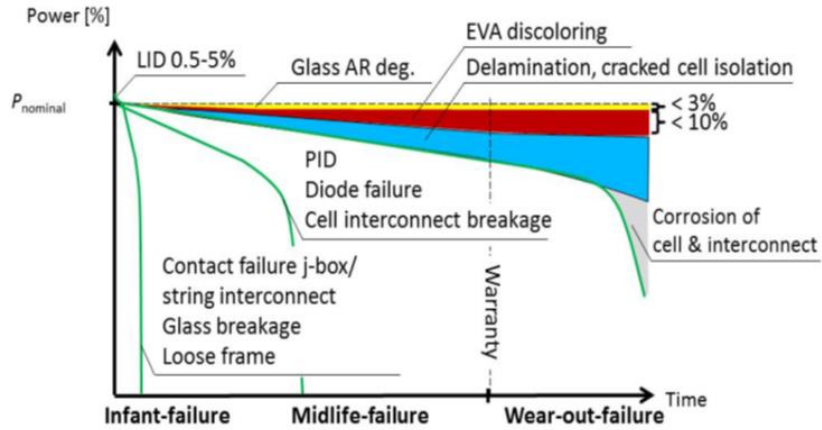 Power [%]
LID 0.5-5%
Glass AR deg.
EVA discoloring
Delamination, cracked cell isolation
Pnominal
< 3%
< 10%
PID
Diode failure
Cell interconnect breakage
Corrosion of
cell & interconnect
Contact failure j-box/
string interconnect
Glass breakage
Loose frame
Warranty
Time
Infant-failure
Midlife-failure
Wear-out-failure